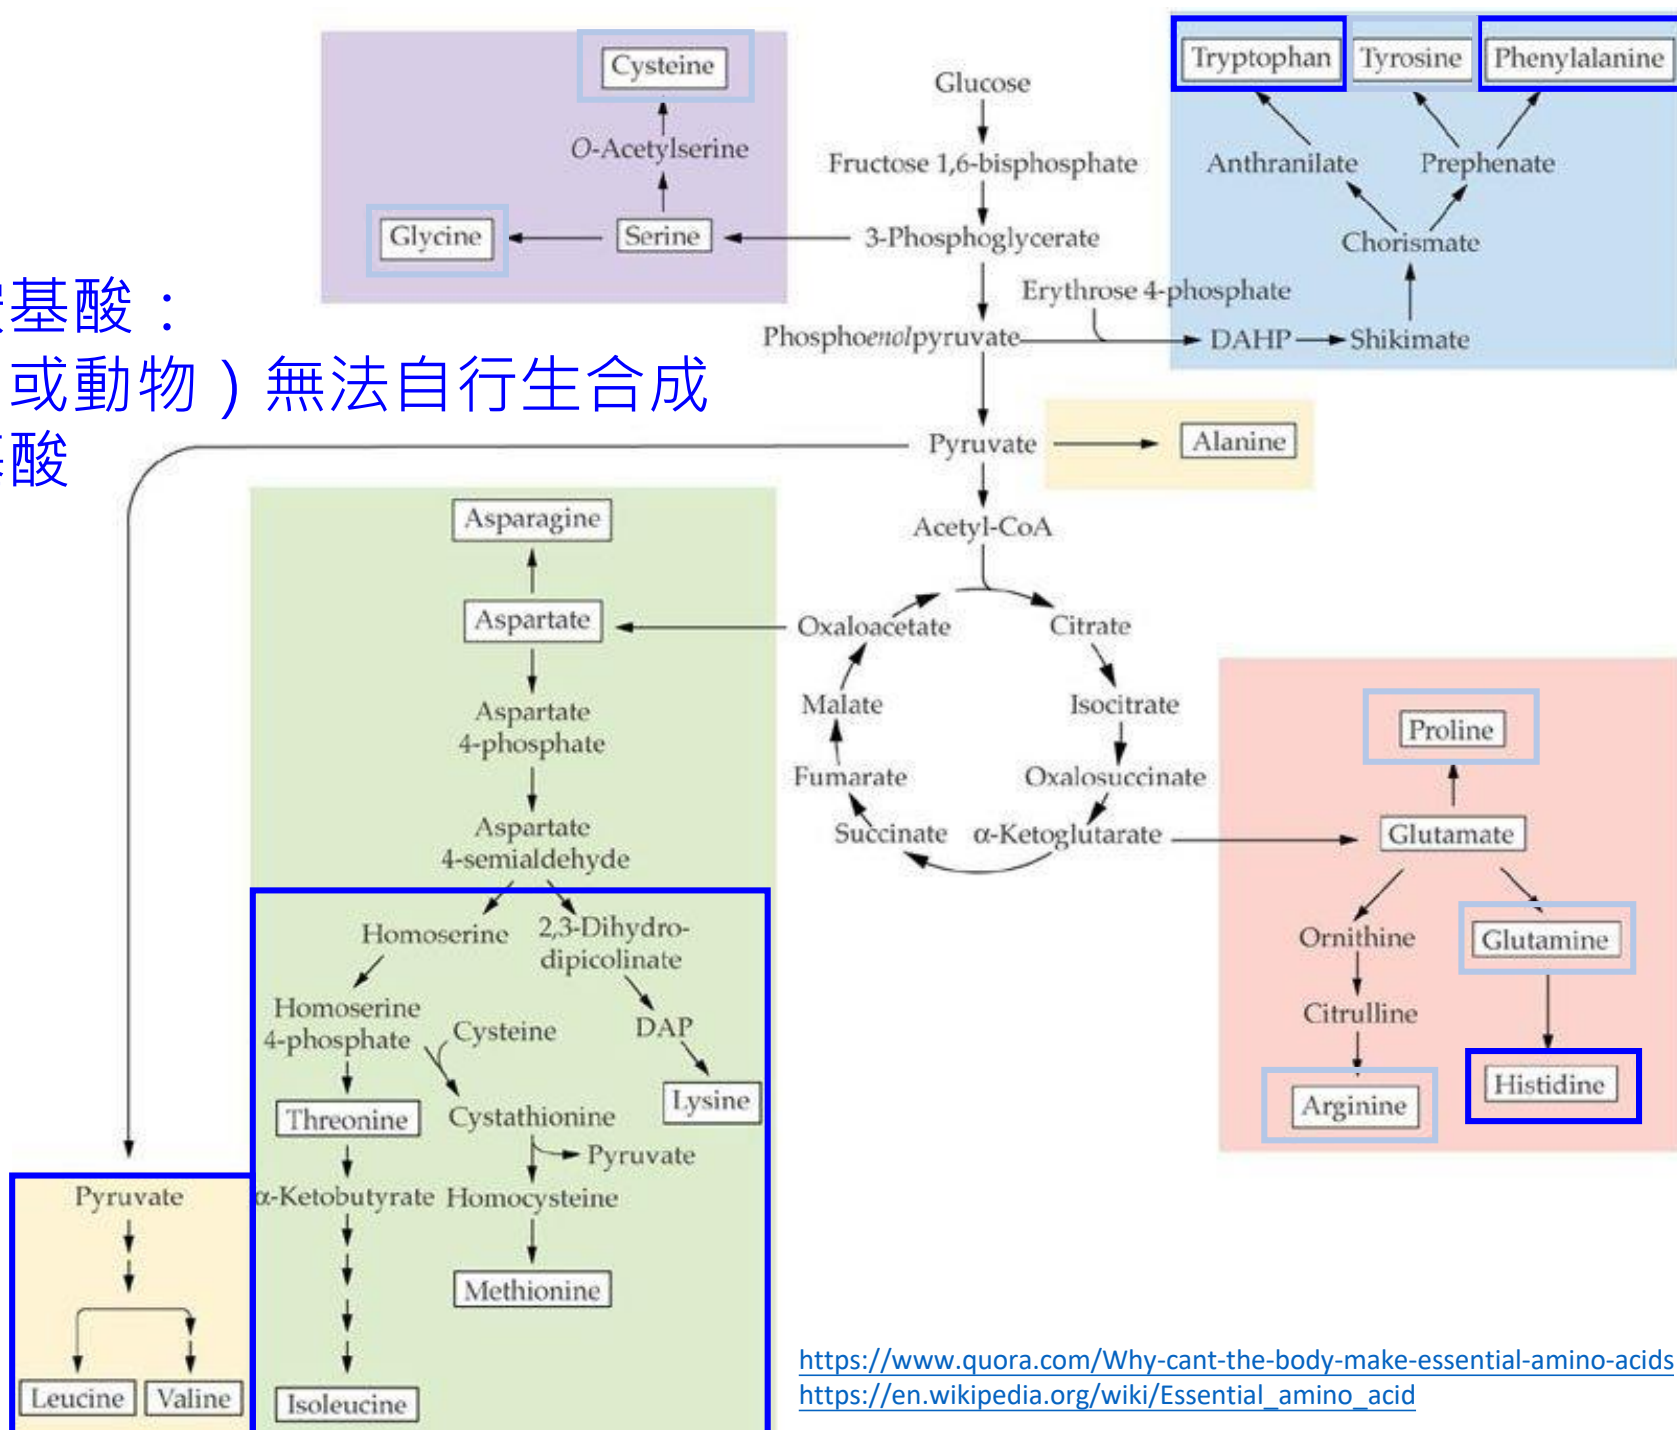 Cysteine
O-Acetylserine
Glycine
Serine
Glucose
Fructose 1,6-bisphosphate
3-Phosphoglycerate
Erythrose 4-phosphate
Phosphoenolpyruvate
DAHP
Shikimate
Chorismate
Anthranilate
Prephenate
Tryptophan
Tyrosine
Phenylalanine
基酸：
或動物）無法自行生合成
酸
Pyruvate
Alanine
Acetyl-CoA
Oxaloacetate
Citrate
Malate
Isocitrate
Fumarate
Oxalosuccinate
Succinate
α-Ketoglutarate
Asparagine
Aspartate
Aspartate
4-phosphate
Aspartate
4-semialdehyde
Homoserine
2,3-Dihydro-
dipicolinate
Homoserine
4-phosphate
Cysteine
DAP
Lysine
Threonine
Cystathionine
Pyruvate
α-Ketobutyrate
Homocysteine
Methionine
Isoleucine
Pyruvate
Leucine
Valine
Proline
Glutamate
Ornithine
Glutamine
Citrulline
Arginine
Histidine
https://www.quora.com/Why-cant-the-body-make-essential-amino-acids
https://en.wikipedia.org/wiki/Essential_amino_acid